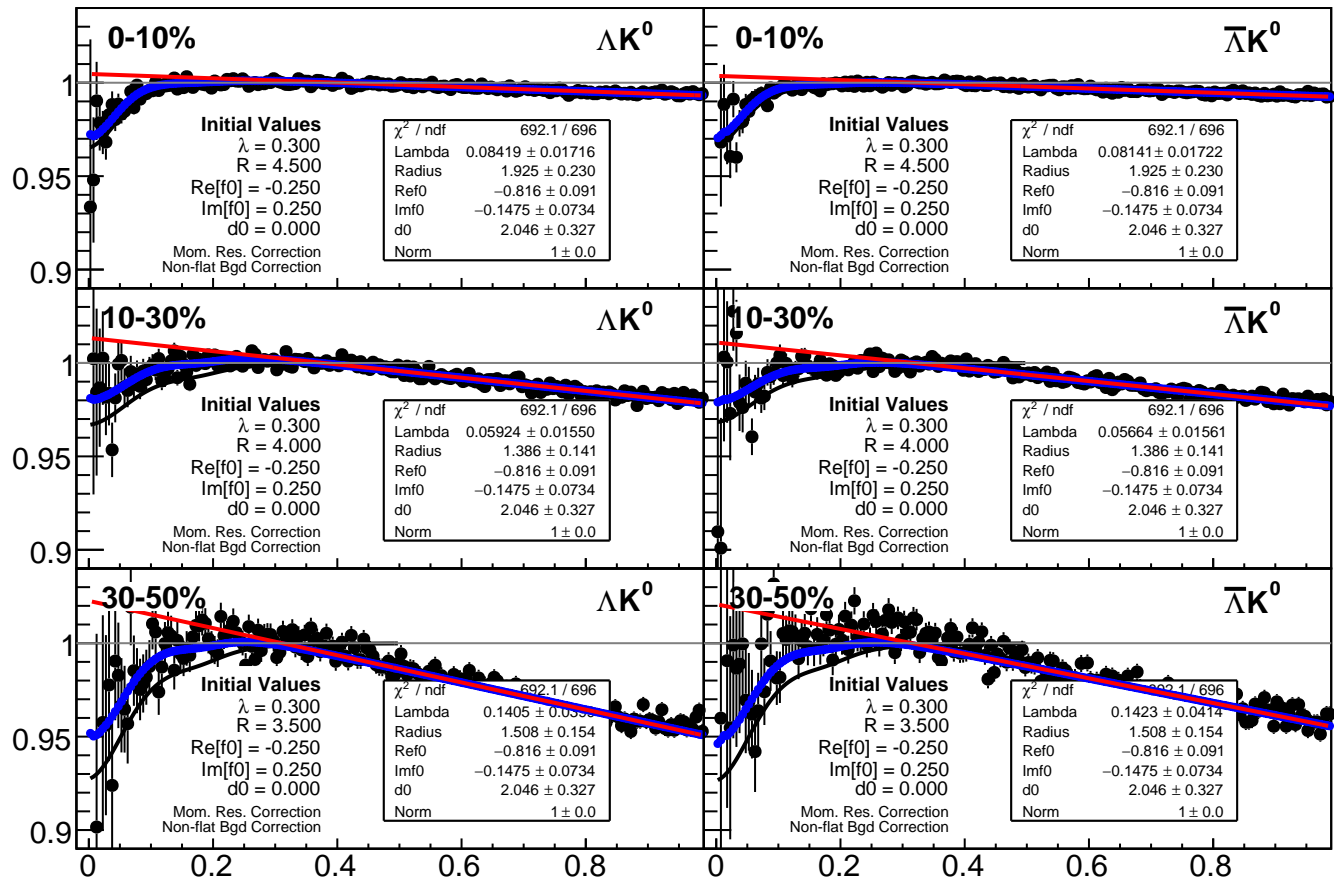 0-10%
ΛK⁰
1
0.95
0.9
Initial Values
λ = 0.300
R = 4.500
Re[f0] = -0.250
Im[f0] = 0.250
d0 = 0.000
Mom. Res. Correction
Non-flat Bgd Correction
χ² / ndf 692.1 / 696
Lambda 0.08419 ± 0.01716
Radius 1.925 ± 0.230
Ref0 −0.816 ± 0.091
Imf0 −0.1475 ± 0.0734
d0 2.046 ± 0.327
Norm 1 ± 0.0
0-10%
Λ̅K⁰
Initial Values
λ = 0.300
R = 4.500
Re[f0] = -0.250
Im[f0] = 0.250
d0 = 0.000
Mom. Res. Correction
Non-flat Bgd Correction
χ² / ndf 692.1 / 696
Lambda 0.08141 ± 0.01722
Radius 1.925 ± 0.230
Ref0 −0.816 ± 0.091
Imf0 −0.1475 ± 0.0734
d0 2.046 ± 0.327
Norm 1 ± 0.0
10-30%
ΛK⁰
1
0.95
0.9
Initial Values
λ = 0.300
R = 4.000
Re[f0] = -0.250
Im[f0] = 0.250
d0 = 0.000
Mom. Res. Correction
Non-flat Bgd Correction
χ² / ndf 692.1 / 696
Lambda 0.05924 ± 0.01550
Radius 1.386 ± 0.141
Ref0 −0.816 ± 0.091
Imf0 −0.1475 ± 0.0734
d0 2.046 ± 0.327
Norm 1 ± 0.0
10-30%
Λ̅K⁰
Initial Values
λ = 0.300
R = 4.000
Re[f0] = -0.250
Im[f0] = 0.250
d0 = 0.000
Mom. Res. Correction
Non-flat Bgd Correction
χ² / ndf 692.1 / 696
Lambda 0.05664 ± 0.01561
Radius 1.386 ± 0.141
Ref0 −0.816 ± 0.091
Imf0 −0.1475 ± 0.0734
d0 2.046 ± 0.327
Norm 1 ± 0.0
30-50%
ΛK⁰
1
0.95
0.9
Initial Values
λ = 0.300
R = 3.500
Re[f0] = -0.250
Im[f0] = 0.250
d0 = 0.000
Mom. Res. Correction
Non-flat Bgd Correction
χ² / ndf 692.1 / 696
Lambda 0.1405 ±
Radius 1.508 ± 0.154
Ref0 −0.816 ± 0.091
Imf0 −0.1475 ± 0.0734
d0 2.046 ± 0.327
Norm 1 ± 0.0
30-50%
Λ̅K⁰
Initial Values
λ = 0.300
R = 3.500
Re[f0] = -0.250
Im[f0] = 0.250
d0 = 0.000
Mom. Res. Correction
Non-flat Bgd Correction
χ² / ndf 692.1 / 696
Lambda 0.1423 ± 0.0414
Radius 1.508 ± 0.154
Ref0 −0.816 ± 0.091
Imf0 −0.1475 ± 0.0734
d0 2.046 ± 0.327
Norm 1 ± 0.0
0 0.2 0.4 0.6 0.8 0 0.2 0.4 0.6 0.8